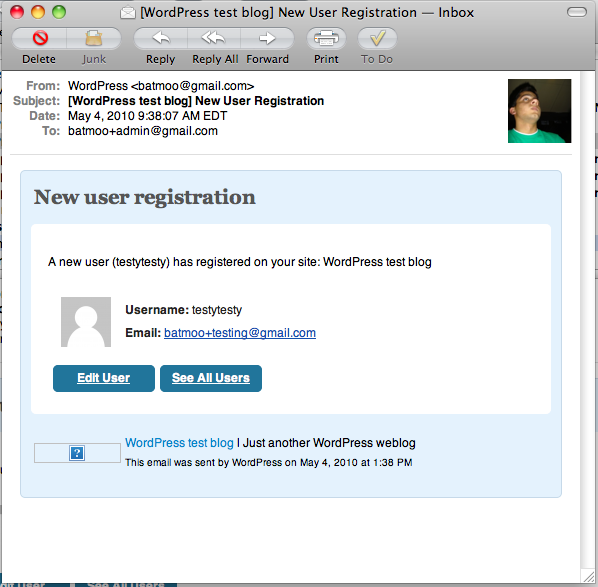 [WordPress test blog] New User Registration — Inbox
Delete Junk Reply Reply All Forward Print To Do
From: WordPress <batmoo@gmail.com>
Subject: [WordPress test blog] New User Registration
Date: May 4, 2010 9:38:07 AM EDT
To: batmoo+admin@gmail.com
New user registration
A new user (testytesty) has registered on your site: WordPress test blog
Username: testytesty
Email: batmoo+testing@gmail.com
Edit User See All Users
WordPress test blog | Just another WordPress weblog
?
This email was sent by WordPress on May 4, 2010 at 1:38 PM
See All Users